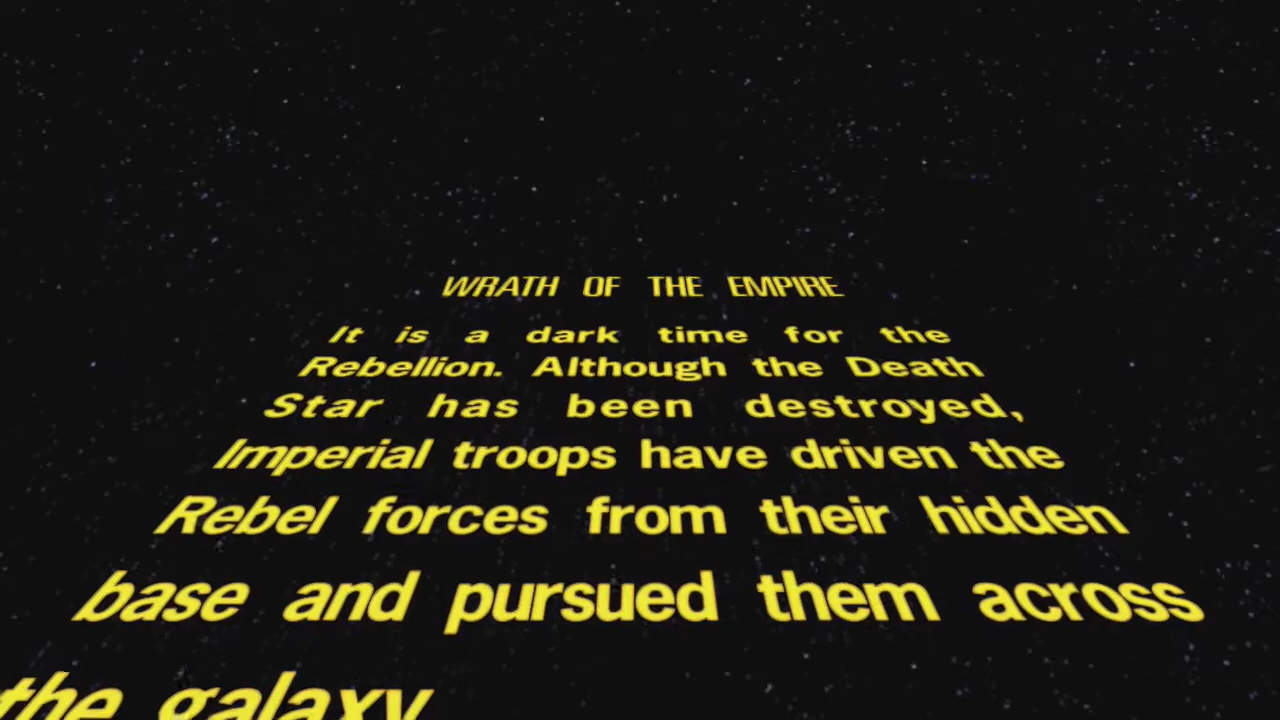 WRATH OF THE EMPIRE
It is a dark time for the
Rebellion. Although the Death
Star has been destroyed,
Imperial troops have driven the
Rebel forces from their hidden
base and pursued them across
the galaxy